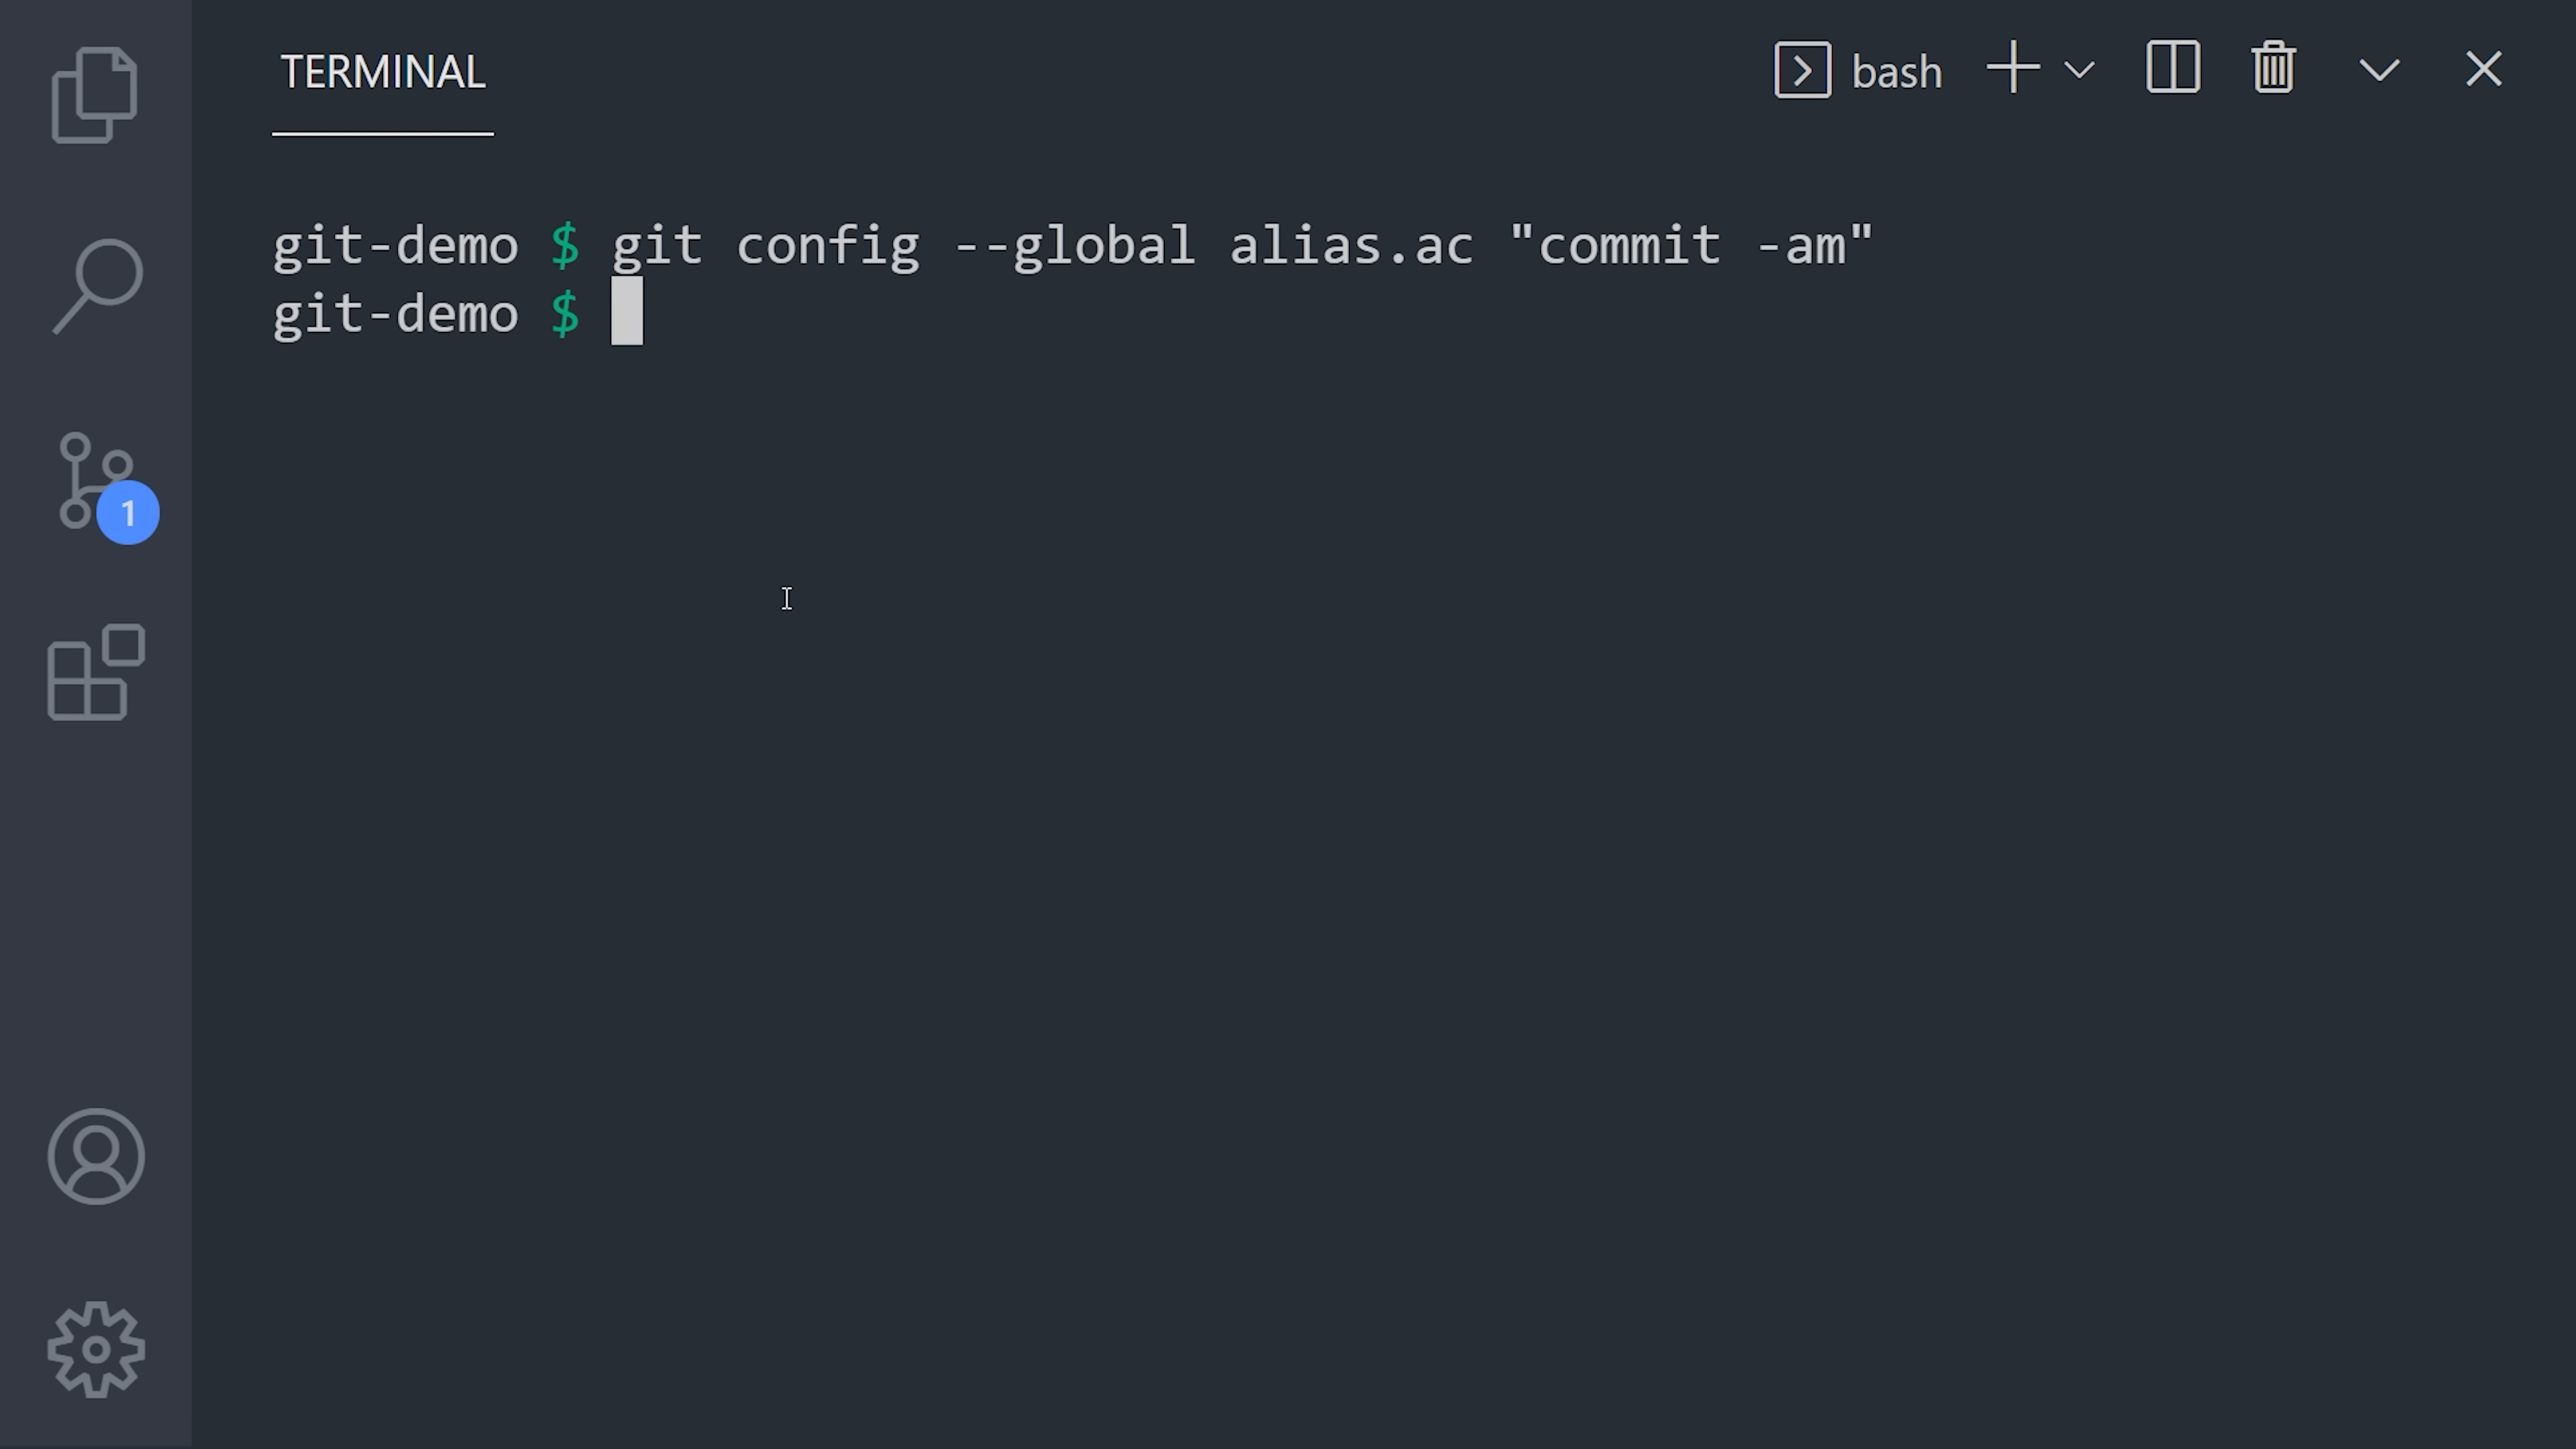 TERMINAL
bash
git-demo $ git config --global alias.ac "commit -am"
git-demo $
1